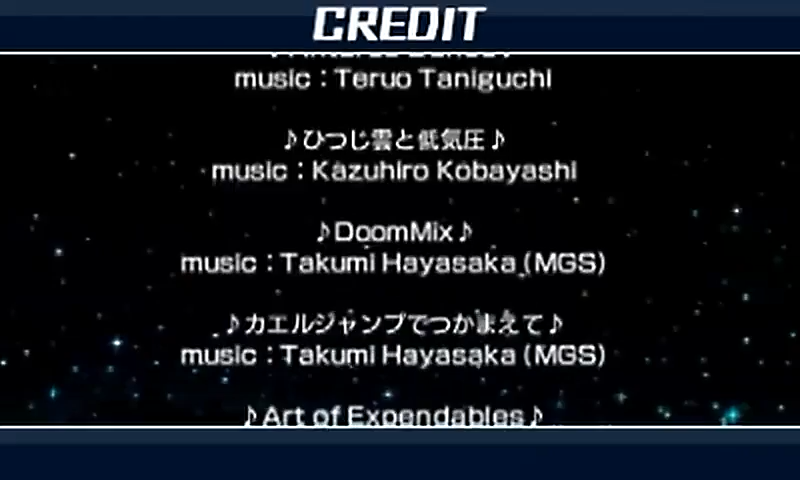 CREDIT
music : Teruo Taniguchi
♪ひつじ雲と低気圧♪
music : Kazuhiro Kobayashi
♪DoomMix♪
music : Takumi Hayasaka (MGS)
♪カエルジャンプでつかまえて♪
music : Takumi Hayasaka (MGS)
♪Art of Expendables♪